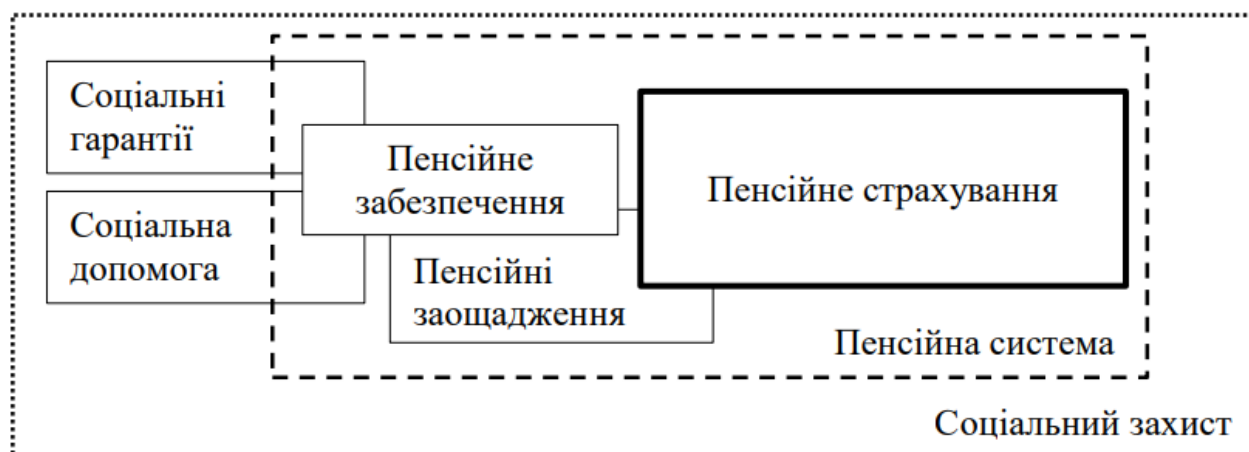 Соціальні
гарантії
Пенсійне
забезпечення
Пенсійне страхування
Соціальна
допомога
Пенсійні
заощадження
Пенсійна система
Соціальний захист